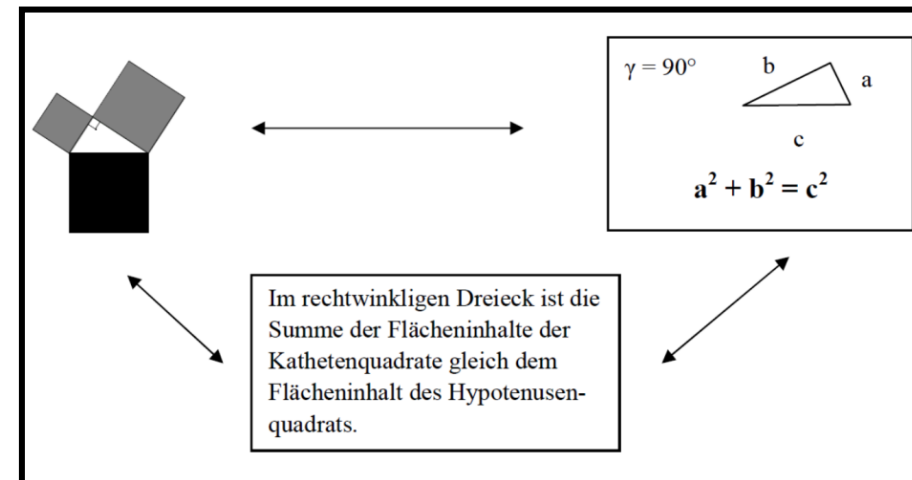 γ = 90°
b
a
c
a² + b² = c²
Im rechtwinkligen Dreieck ist die
Summe der Flächeninhalte der
Kathetenquadrate gleich dem
Flächeninhalt des Hypotenusen-
quadrats.